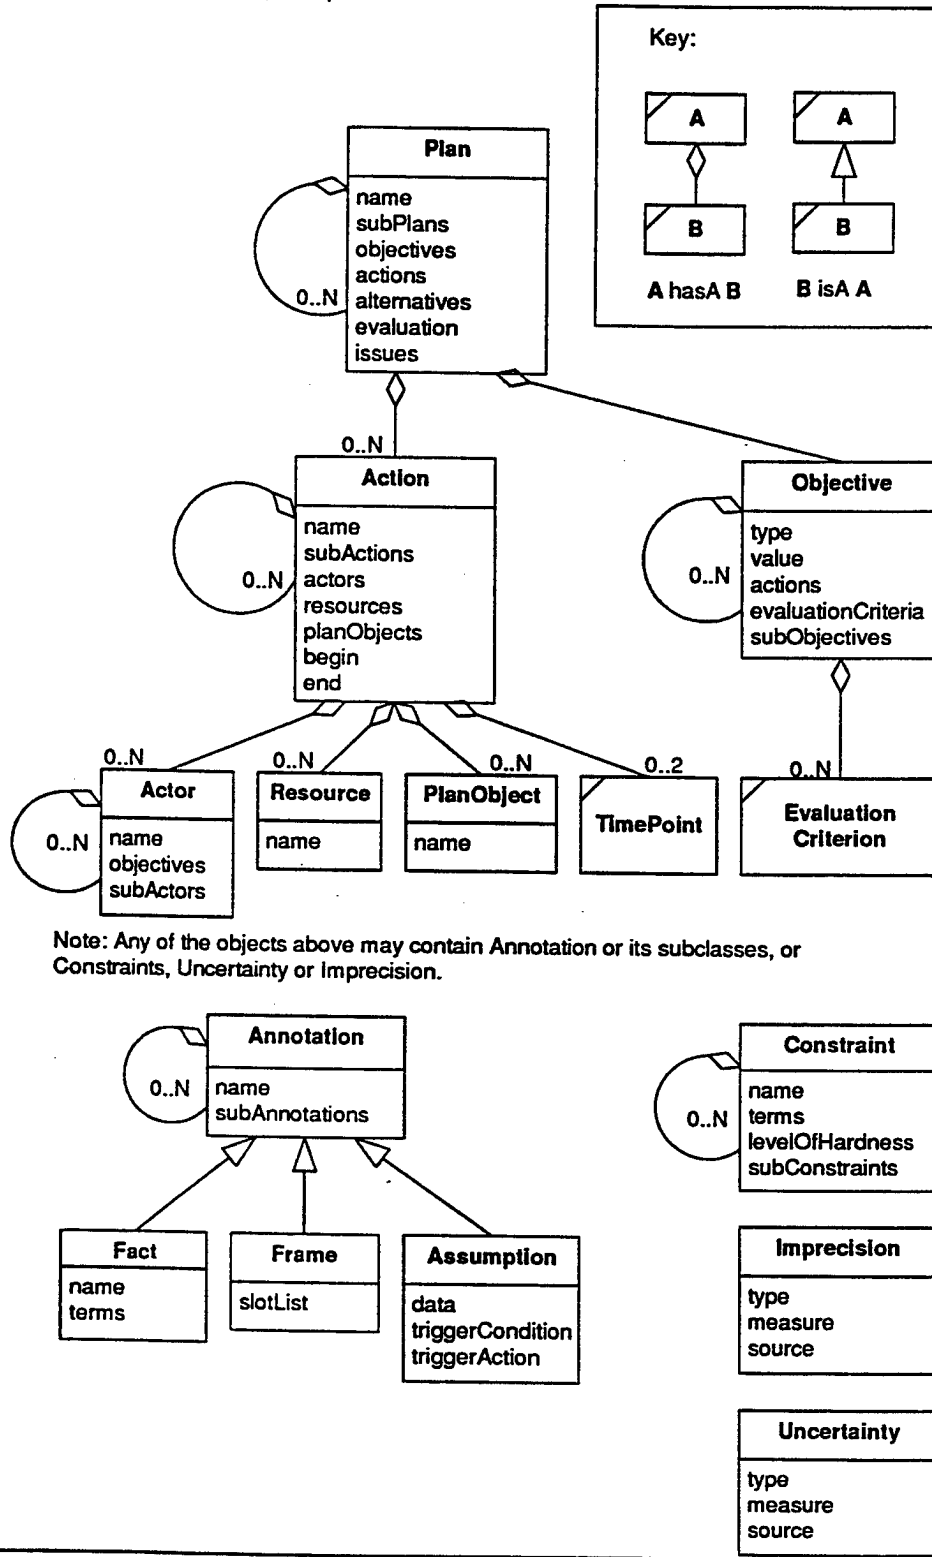 Key:
A
A
B
B
A hasA B
B isA A
Plan
name
subPlans
objectives
actions
alternatives
evaluation
issues
0..N
0..N
Action
name
subActions
actors
resources
planObjects
begin
end
0..N
Objective
type
value
actions
evaluationCriteria
subObjectives
0..N
0..N
0..N
0..N
0..2
0..N
Actor
name
objectives
subActors
0..N
Resource
name
PlanObject
name
TimePoint
Evaluation
Criterion
Note: Any of the objects above may contain Annotation or its subclasses, or
Constraints, Uncertainty or Imprecision.
Annotation
name
subAnnotations
0..N
Constraint
name
terms
levelOfHardness
subConstraints
0..N
Fact
name
terms
Frame
slotList
Assumption
data
triggerCondition
triggerAction
Imprecision
type
measure
source
Uncertainty
type
measure
source